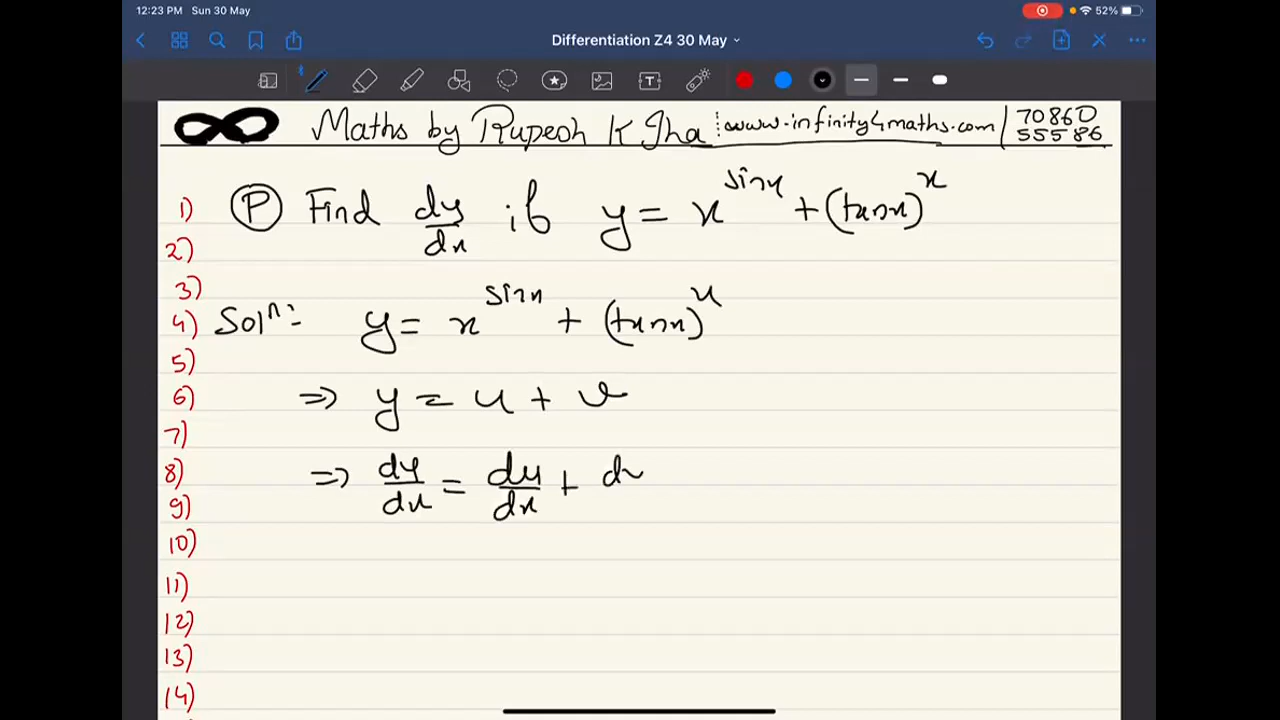 12:23 PM Sun 30 May 52%
Differentiation Z4 30 May
Maths by Rupesh K Jha www.infinity4maths.com 70860 55586
1) P Find dy/dx if y = x^sinx + (tanx)^x
2)
3)
4) Solⁿ: y = x^sinx + (tanx)^x
5)
6) ⇒ y = u + v
7)
8) ⇒ dy/dx = du/dx + dv
9)
10)
11)
12)
13)
14)